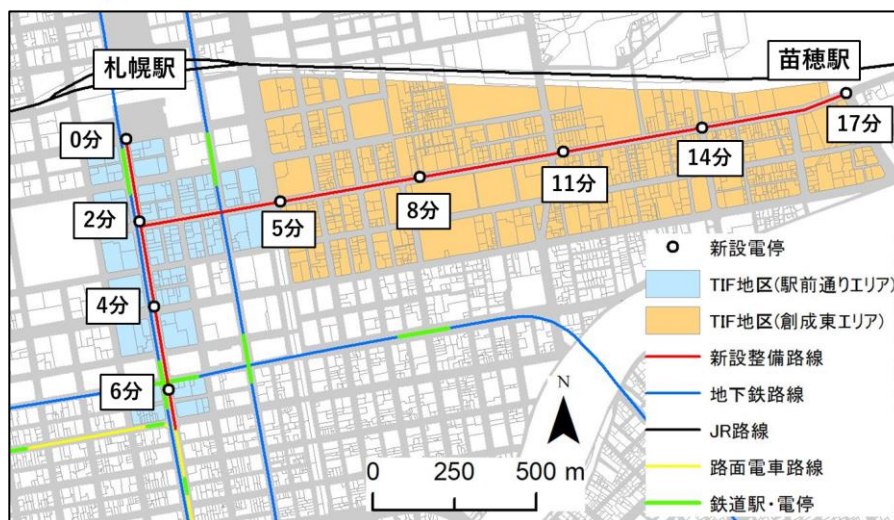 札幌駅
苗穂駅
0分
17分
14分
11分
2分
5分
8分
新設電停
TIF地区(駅前通りエリア)
4分
TIF地区(創成東エリア)
新設整備路線
6分
N
地下鉄路線
JR路線
0 250 500 m
路面電車路線
鉄道駅・電停